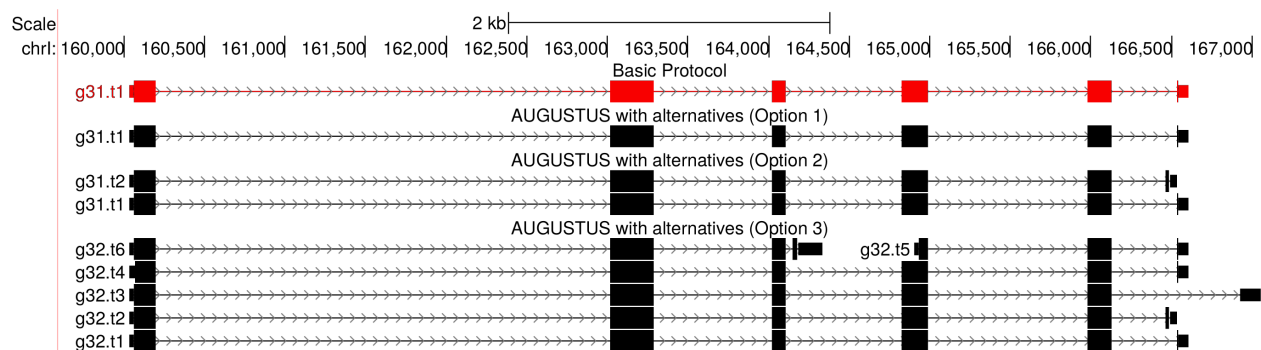 Scale 2 kb
chrI: 160,000 160,500 161,000 161,500 162,000 162,500 163,000 163,500 164,000 164,500 165,000 165,500 166,000 166,500 167,000
Basic Protocol
g31.t1
AUGUSTUS with alternatives (Option 1)
g31.t1
AUGUSTUS with alternatives (Option 2)
g31.t2
g31.t1
AUGUSTUS with alternatives (Option 3)
g32.t6 g32.t5
g32.t4
g32.t3
g32.t2
g32.t1